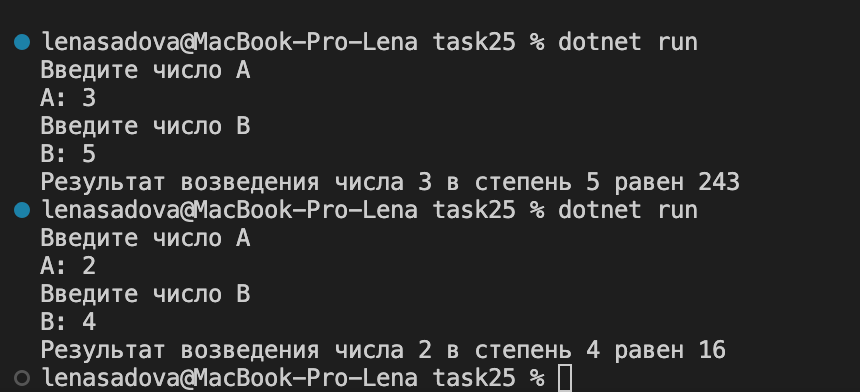 lenasadova@MacBook-Pro-Lena task25 % dotnet run
Введите число A
A: 3
Введите число B
B: 5
Результат возведения числа 3 в степень 5 равен 243
lenasadova@MacBook-Pro-Lena task25 % dotnet run
Введите число A
A: 2
Введите число B
B: 4
Результат возведения числа 2 в степень 4 равен 16
lenasadova@MacBook-Pro-Lena task25 %